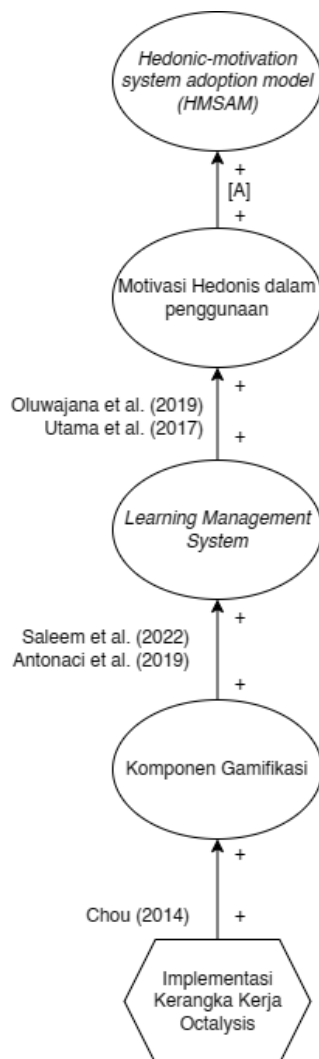 Hedonic-motivation
system adoption model
(HMSAM)
+
[A]
+
Motivasi Hedonis dalam
penggunaan
+
Oluwajana et al. (2019)
Utama et al. (2017)
+
Learning Management
System
+
Saleem et al. (2022)
Antonaci et al. (2019)
+
Komponen Gamifikasi
+
Chou (2014)
+
Implementasi
Kerangka Kerja
Octalysis